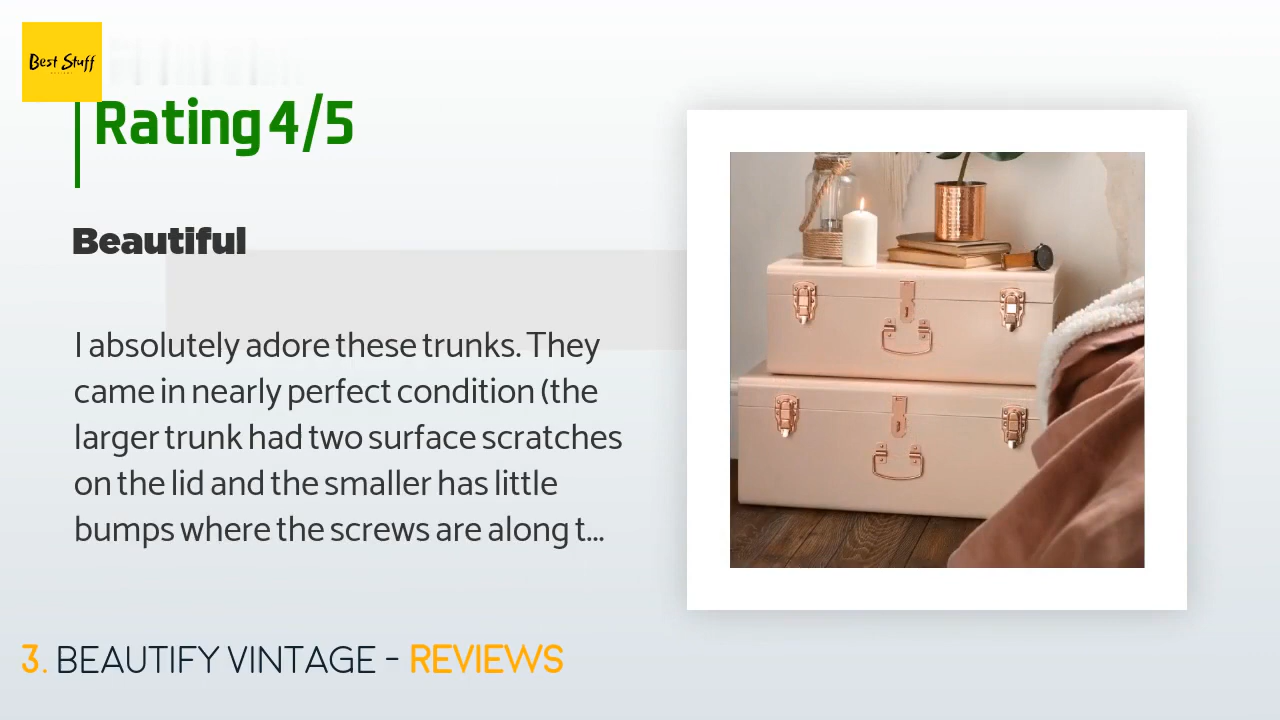 Best Stuff
Rating 4/5
Beautiful
I absolutely adore these trunks. They
came in nearly perfect condition (the
larger trunk had two surface scratches
on the lid and the smaller has little
bumps where the screws are along t...
3. BEAUTIFY VINTAGE - REVIEWS